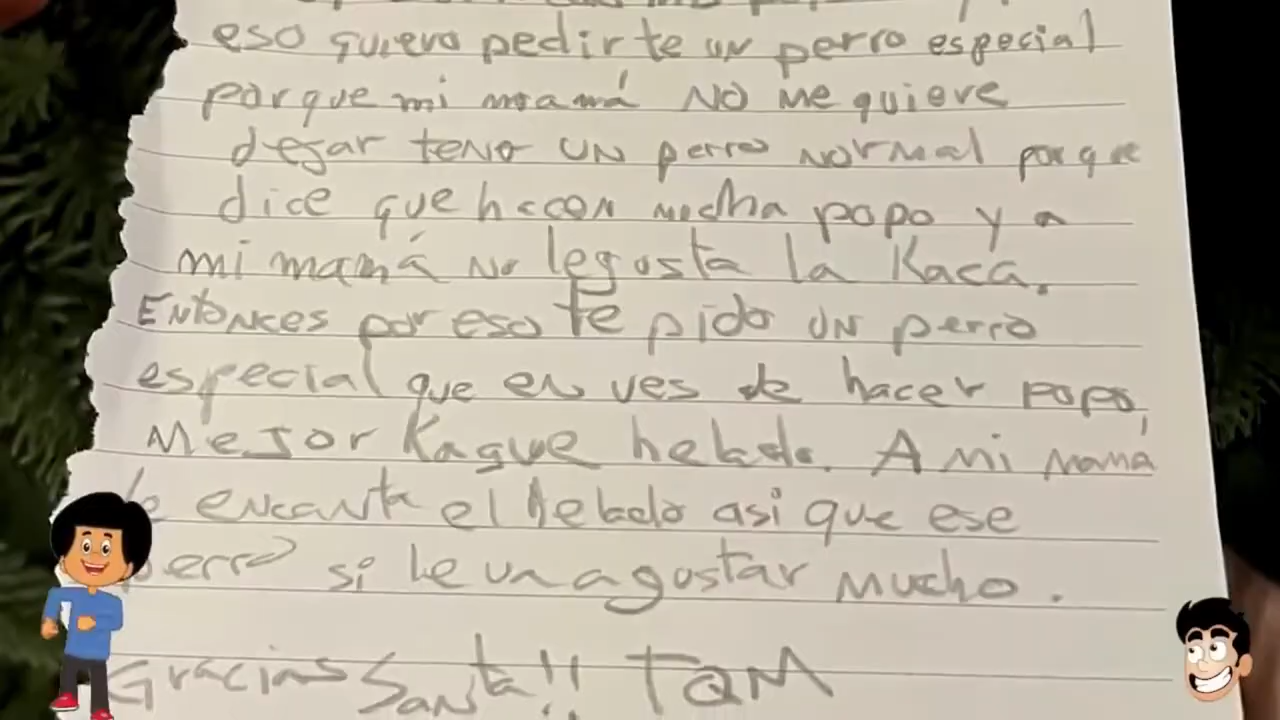 eso quiero pedirte un perro especial
porque mi mamá NO me quiere
dejar tener UN perro normal porque
dice que hacen mucha popo y a
mi mamá no le gusta la Kaca.
Entonces por eso te pido un perro
especial que en ves de hacer popo,
Mejor Kague helado. A mi mamá
le encanta el helado asi que ese
perro si le va a gostar mucho.
Gracias Santa!! TQM